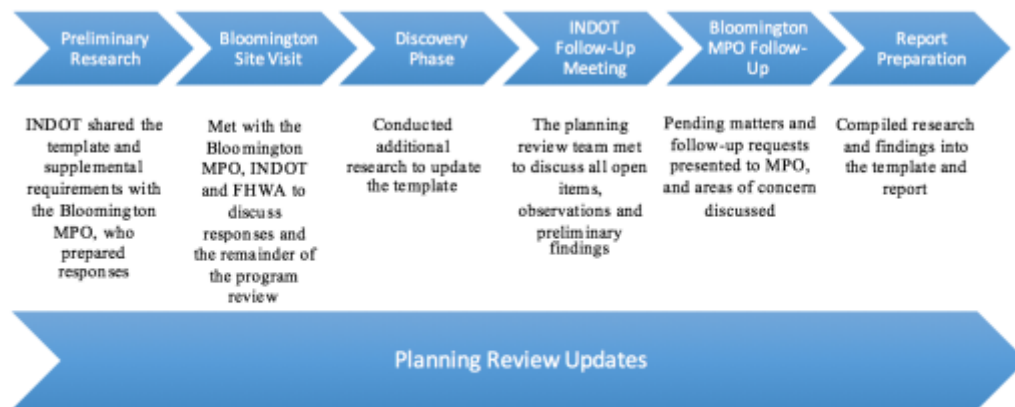 Preliminary
Research
Bloomington
Site Visit
Discovery
Phase
INDOT
Follow-Up
Meeting
Bloomington
MPO Follow-
Up
Report
Preparation
INDOT shared the
template and
supplemental
requirements with
the Bloomington
MPO, who
prepared
responses
Met with the
Bloomington
MPO, INDOT
and FHWA to
discuss
responses and
the remainder of
the program
review
Conducted
additional
research to update
the template
The planning
review team met
to discuss all open
items,
observations and
preliminary
findings
Pending matters and
follow-up requests
presented to MPO,
and areas of concern
discussed
Compiled research
and findings into
the template and
report
Planning Review Updates